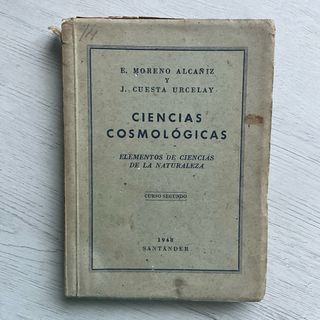 E. MORENO ALCAÑIZ
Y
J. CUESTA URCELAY
CIENCIAS
COSMOLÓGICAS
ELEMENTOS DE CIENCIAS
DE LA NATURALEZA
CURSO SEGUNDO
1948
SANTANDER